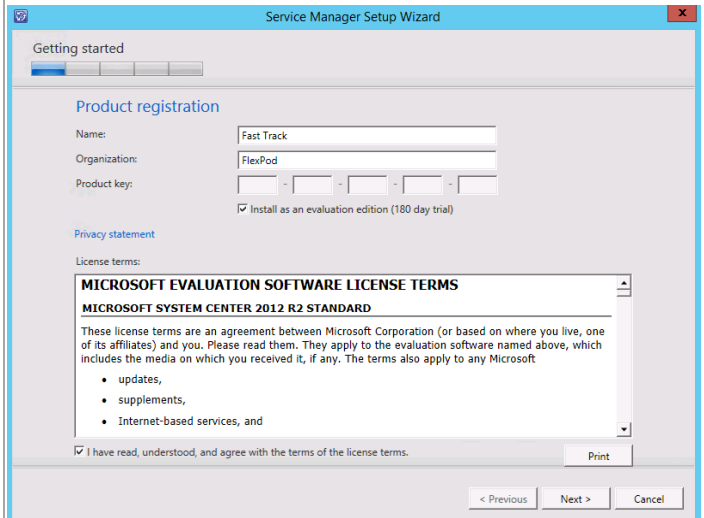 Service Manager Setup Wizard
x
Getting started
Product registration
Name:
Fast Track
Organization:
FlexPod
Product key:
- - - -
Install as an evaluation edition (180 day trial)
Privacy statement
License terms:
MICROSOFT EVALUATION SOFTWARE LICENSE TERMS
MICROSOFT SYSTEM CENTER 2012 R2 STANDARD
These license terms are an agreement between Microsoft Corporation (or based on where you live, one
of its affiliates) and you. Please read them. They apply to the evaluation software named above, which
includes the media on which you received it, if any. The terms also apply to any Microsoft
• updates,
• supplements,
• Internet-based services, and
I have read, understood, and agree with the terms of the license terms.
Print
< Previous
Next >
Cancel